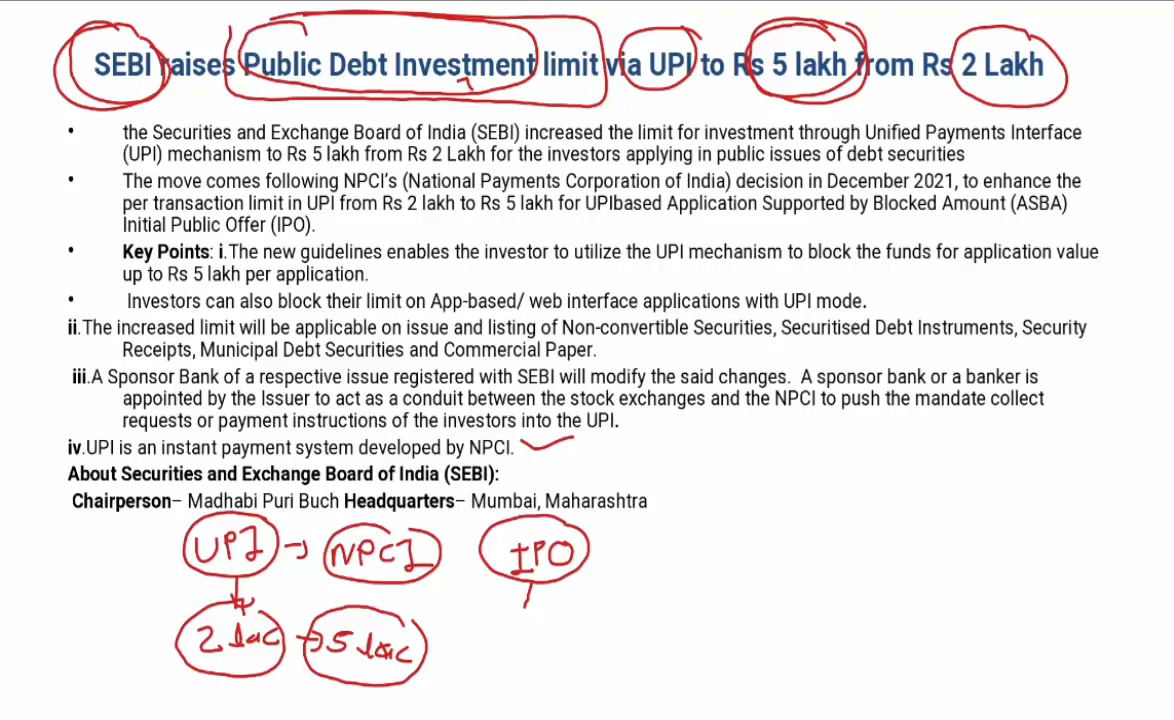 SEBI raises Public Debt Investment limit via UPI to Rs 5 lakh from Rs 2 Lakh
• the Securities and Exchange Board of India (SEBI) increased the limit for investment through Unified Payments Interface
(UPI) mechanism to Rs 5 lakh from Rs 2 Lakh for the investors applying in public issues of debt securities
• The move comes following NPCI's (National Payments Corporation of India) decision in December 2021, to enhance the
per transaction limit in UPI from Rs 2 lakh to Rs 5 lakh for UPIbased Application Supported by Blocked Amount (ASBA)
Initial Public Offer (IPO).
• Key Points: i.The new guidelines enables the investor to utilize the UPI mechanism to block the funds for application value
up to Rs 5 lakh per application.
• Investors can also block their limit on App-based/ web interface applications with UPI mode.
ii.The increased limit will be applicable on issue and listing of Non-convertible Securities, Securitised Debt Instruments, Security
Receipts, Municipal Debt Securities and Commercial Paper.
iii.A Sponsor Bank of a respective issue registered with SEBI will modify the said changes. A sponsor bank or a banker is
appointed by the Issuer to act as a conduit between the stock exchanges and the NPCI to push the mandate collect
requests or payment instructions of the investors into the UPI.
iv.UPI is an instant payment system developed by NPCI.
About Securities and Exchange Board of India (SEBI):
Chairperson– Madhabi Puri Buch Headquarters– Mumbai, Maharashtra
UPI → NPCI IPO
2 lac → 5 lac